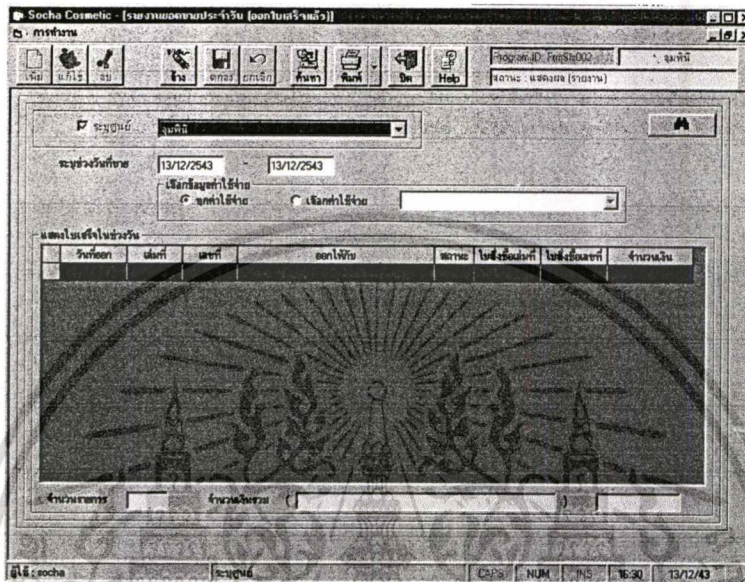 Socha Cosmetic - [รายงานยอดขายประจำวัน (ออกใบเสร็จแล้ว)]
การทำงาน
เพิ่ม แก้ไข ลบ ล้าง ตกลง ยกเลิก ค้นหา พิมพ์ ปิด Help
Program ID : FrmSlz002 ลุมพินี
สถานะ : แสดงผล (รายงาน)
ระบุศูนย์ ลุมพินี
ระบุช่วงวันที่ขาย 13/12/2543 - 13/12/2543
เลือกข้อมูลค่าใช้จ่าย
ทุกค่าใช้จ่าย เลือกค่าใช้จ่าย
แสดงใบเสร็จในช่วงวัน
วันที่ออก เล่มที่ เลขที่ ออกให้กับ สถานะ ใบสั่งซื้อเล่มที่ ใบสั่งซื้อเลขที่ จำนวนเงิน
จำนวนรายการ จำนวนเงินรวม ( )
ผู้ใช้ : socha ระบุศูนย์ CAPS NUM INS 16:30 13/12/43